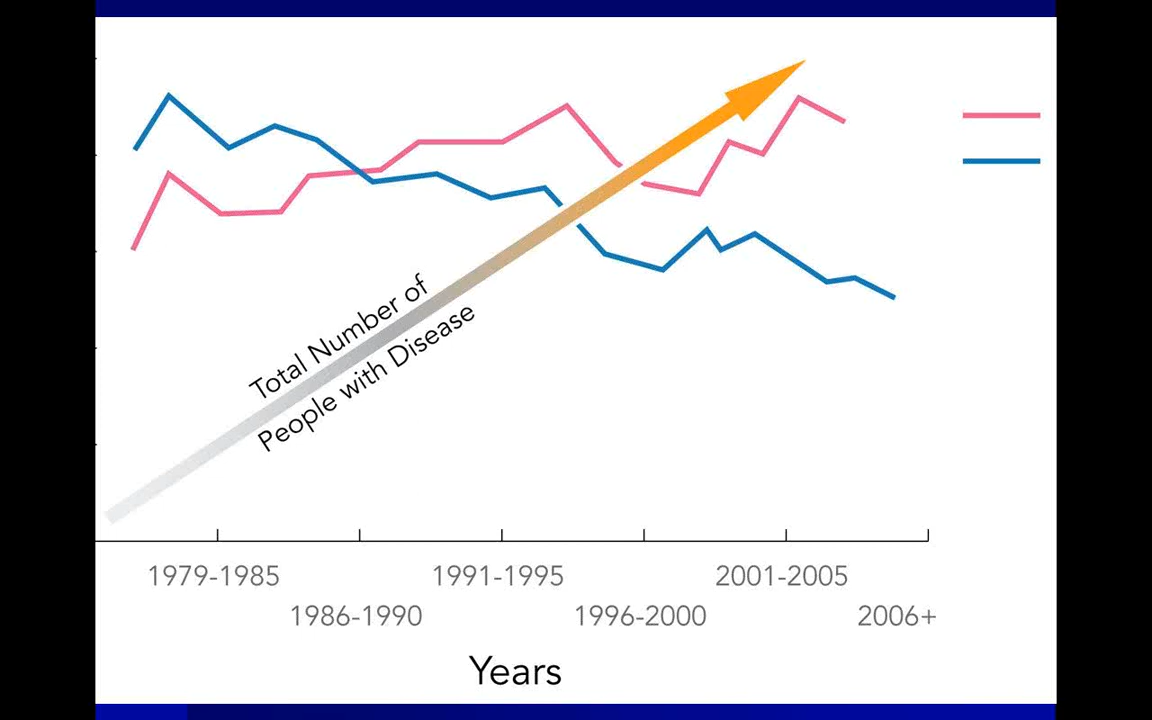 Total Number of
People with Disease
1979-1985
1986-1990
1991-1995
1996-2000
2001-2005
2006+
Years